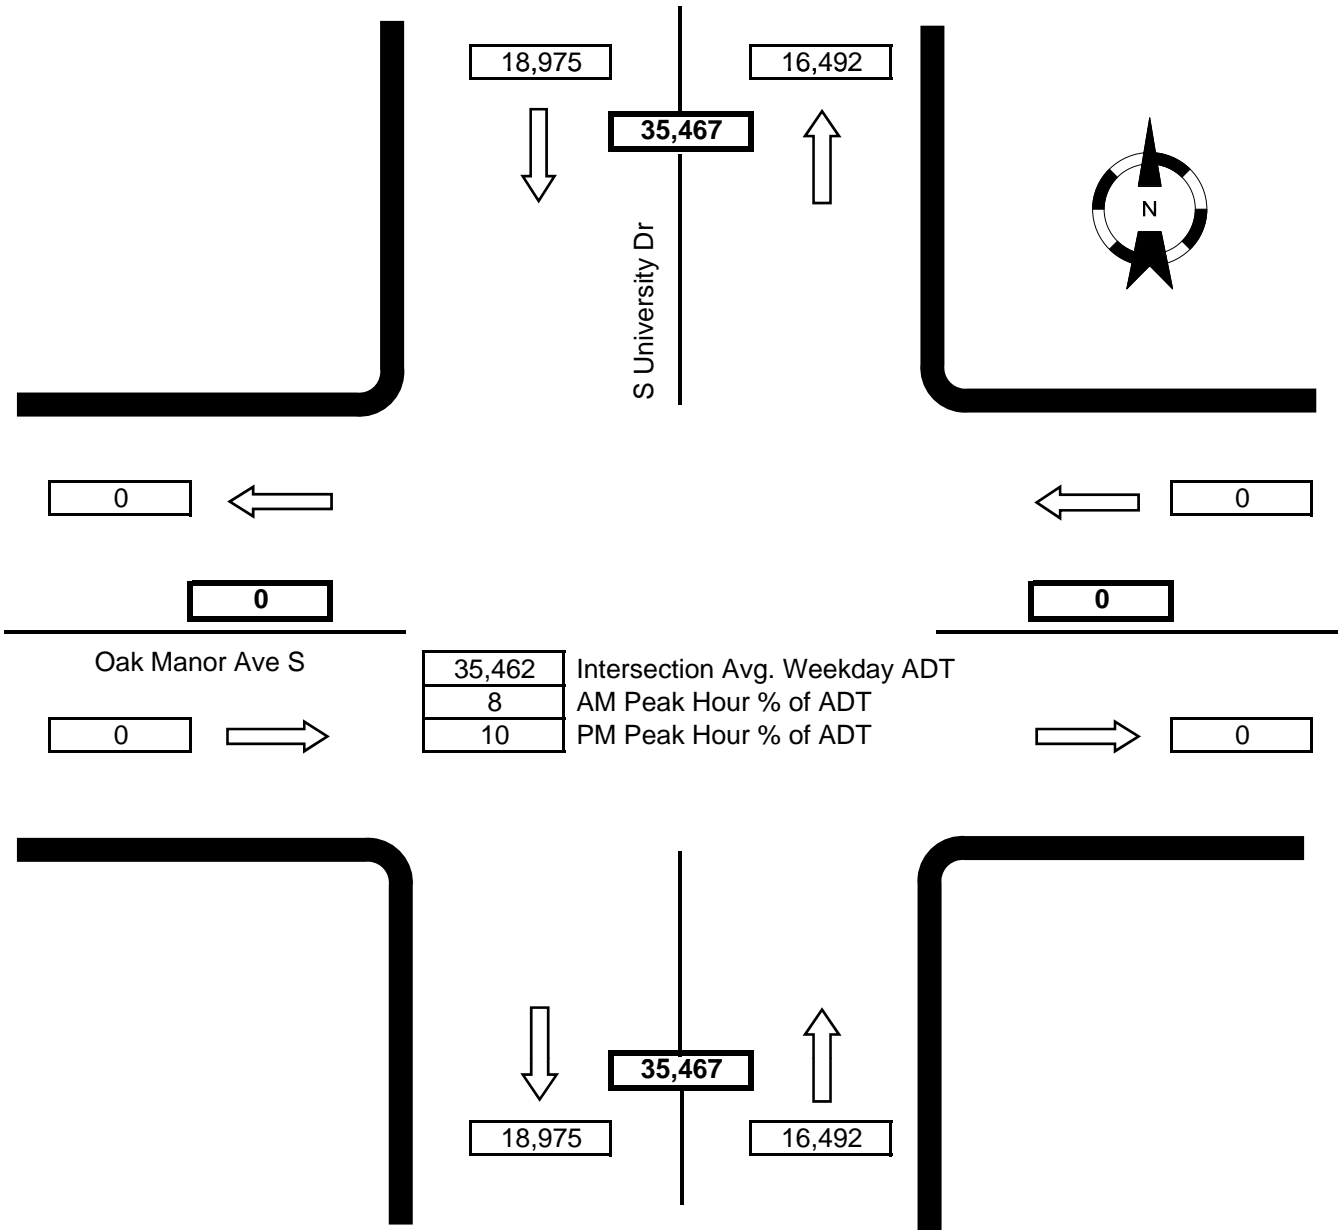 18,975
16,492
35,467
N
S University Dr
0
0
0
0
Oak Manor Ave S
35,462 Intersection Avg. Weekday ADT
8 AM Peak Hour % of ADT
10 PM Peak Hour % of ADT
0
0
35,467
18,975
16,492